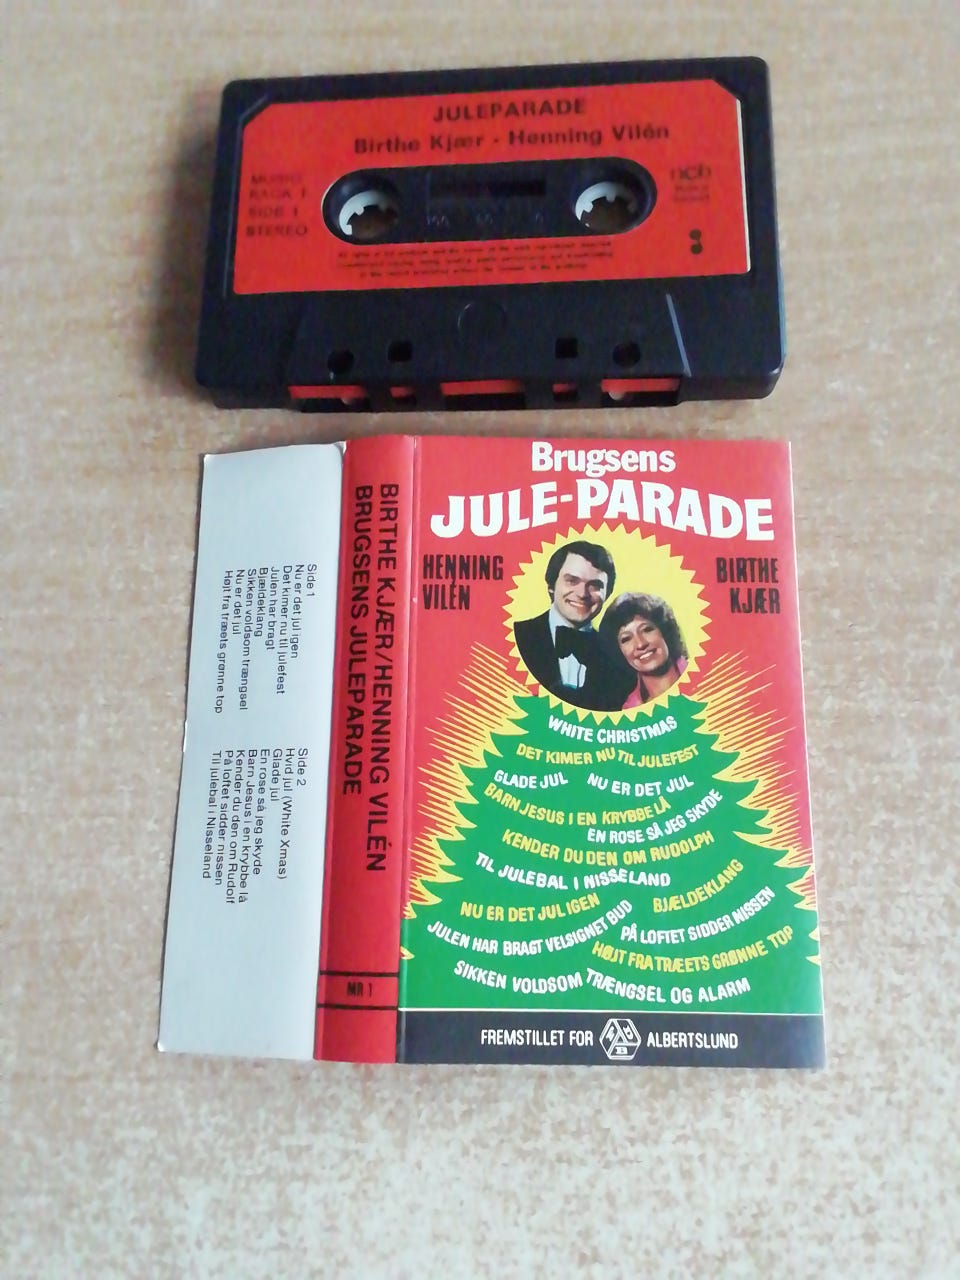 JULEPARADE
Birthe Kjær - Henning Vilén
MUSIC
RACK 1
SIDE 1
STEREO
ncb
100 50 0
Brugsens
JULE-PARADE
HENNING
VILÉN
BIRTHE
KJÆR
WHITE CHRISTMAS
DET KIMER NU TIL JULEFEST
GLADE JUL NU ER DET JUL
BARN JESUS I EN KRYBBE LÅ
EN ROSE SÅ JEG SKYDE
KENDER DU DEN OM RUDOLPH
TIL JULEBAL I NISSELAND
BJÆLDEKLANG
NU ER DET JUL IGEN
JULEN HAR BRAGT VELSIGNET BUD
PÅ LOFTET SIDDER NISSEN
HØJT FRA TRÆETS GRØNNE TOP
SIKKEN VOLDSOM TRÆNGSEL OG ALARM
FREMSTILLET FOR ALBERTSLUND
BIRTHE KJÆR/HENNING VILÉN
BRUGSENS JULEPARADE
MR 1
Side 1
Nu er det jul igen
Det kimer nu til julefest
Julen har bragt
Bjældeklang
Sikken voldsom trængsel
Nu er det jul
Højt fra træets grønne top
Side 2
Hvid jul (White Xmas)
Glade jul
En rose så jeg skyde
Barn Jesus i en krybbe lå
Kender du den om Rudolf
På loftet sidder nissen
Til julebal i Nisseland